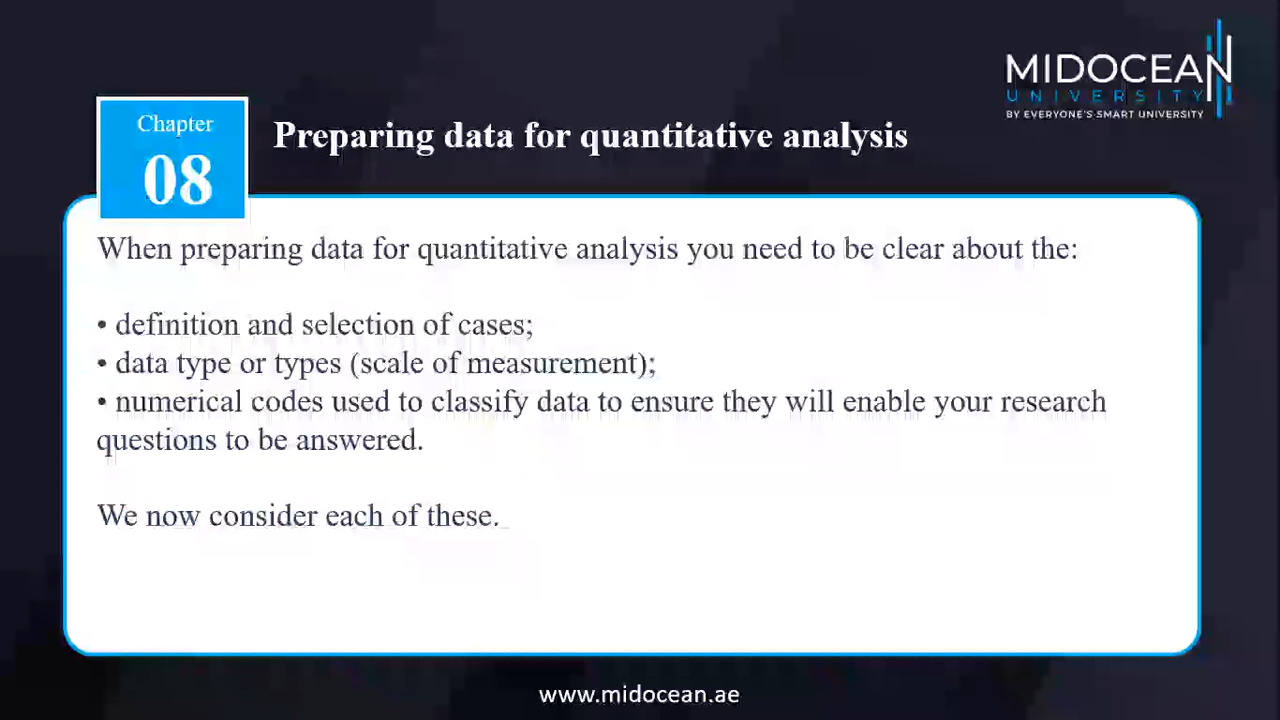 MIDOCEAN
UNIVERSITY
BY EVERYONE'S SMART UNIVERSITY
Chapter
08
Preparing data for quantitative analysis
When preparing data for quantitative analysis you need to be clear about the:
• definition and selection of cases;
• data type or types (scale of measurement);
• numerical codes used to classify data to ensure they will enable your research
questions to be answered.
We now consider each of these.
www.midocean.ae